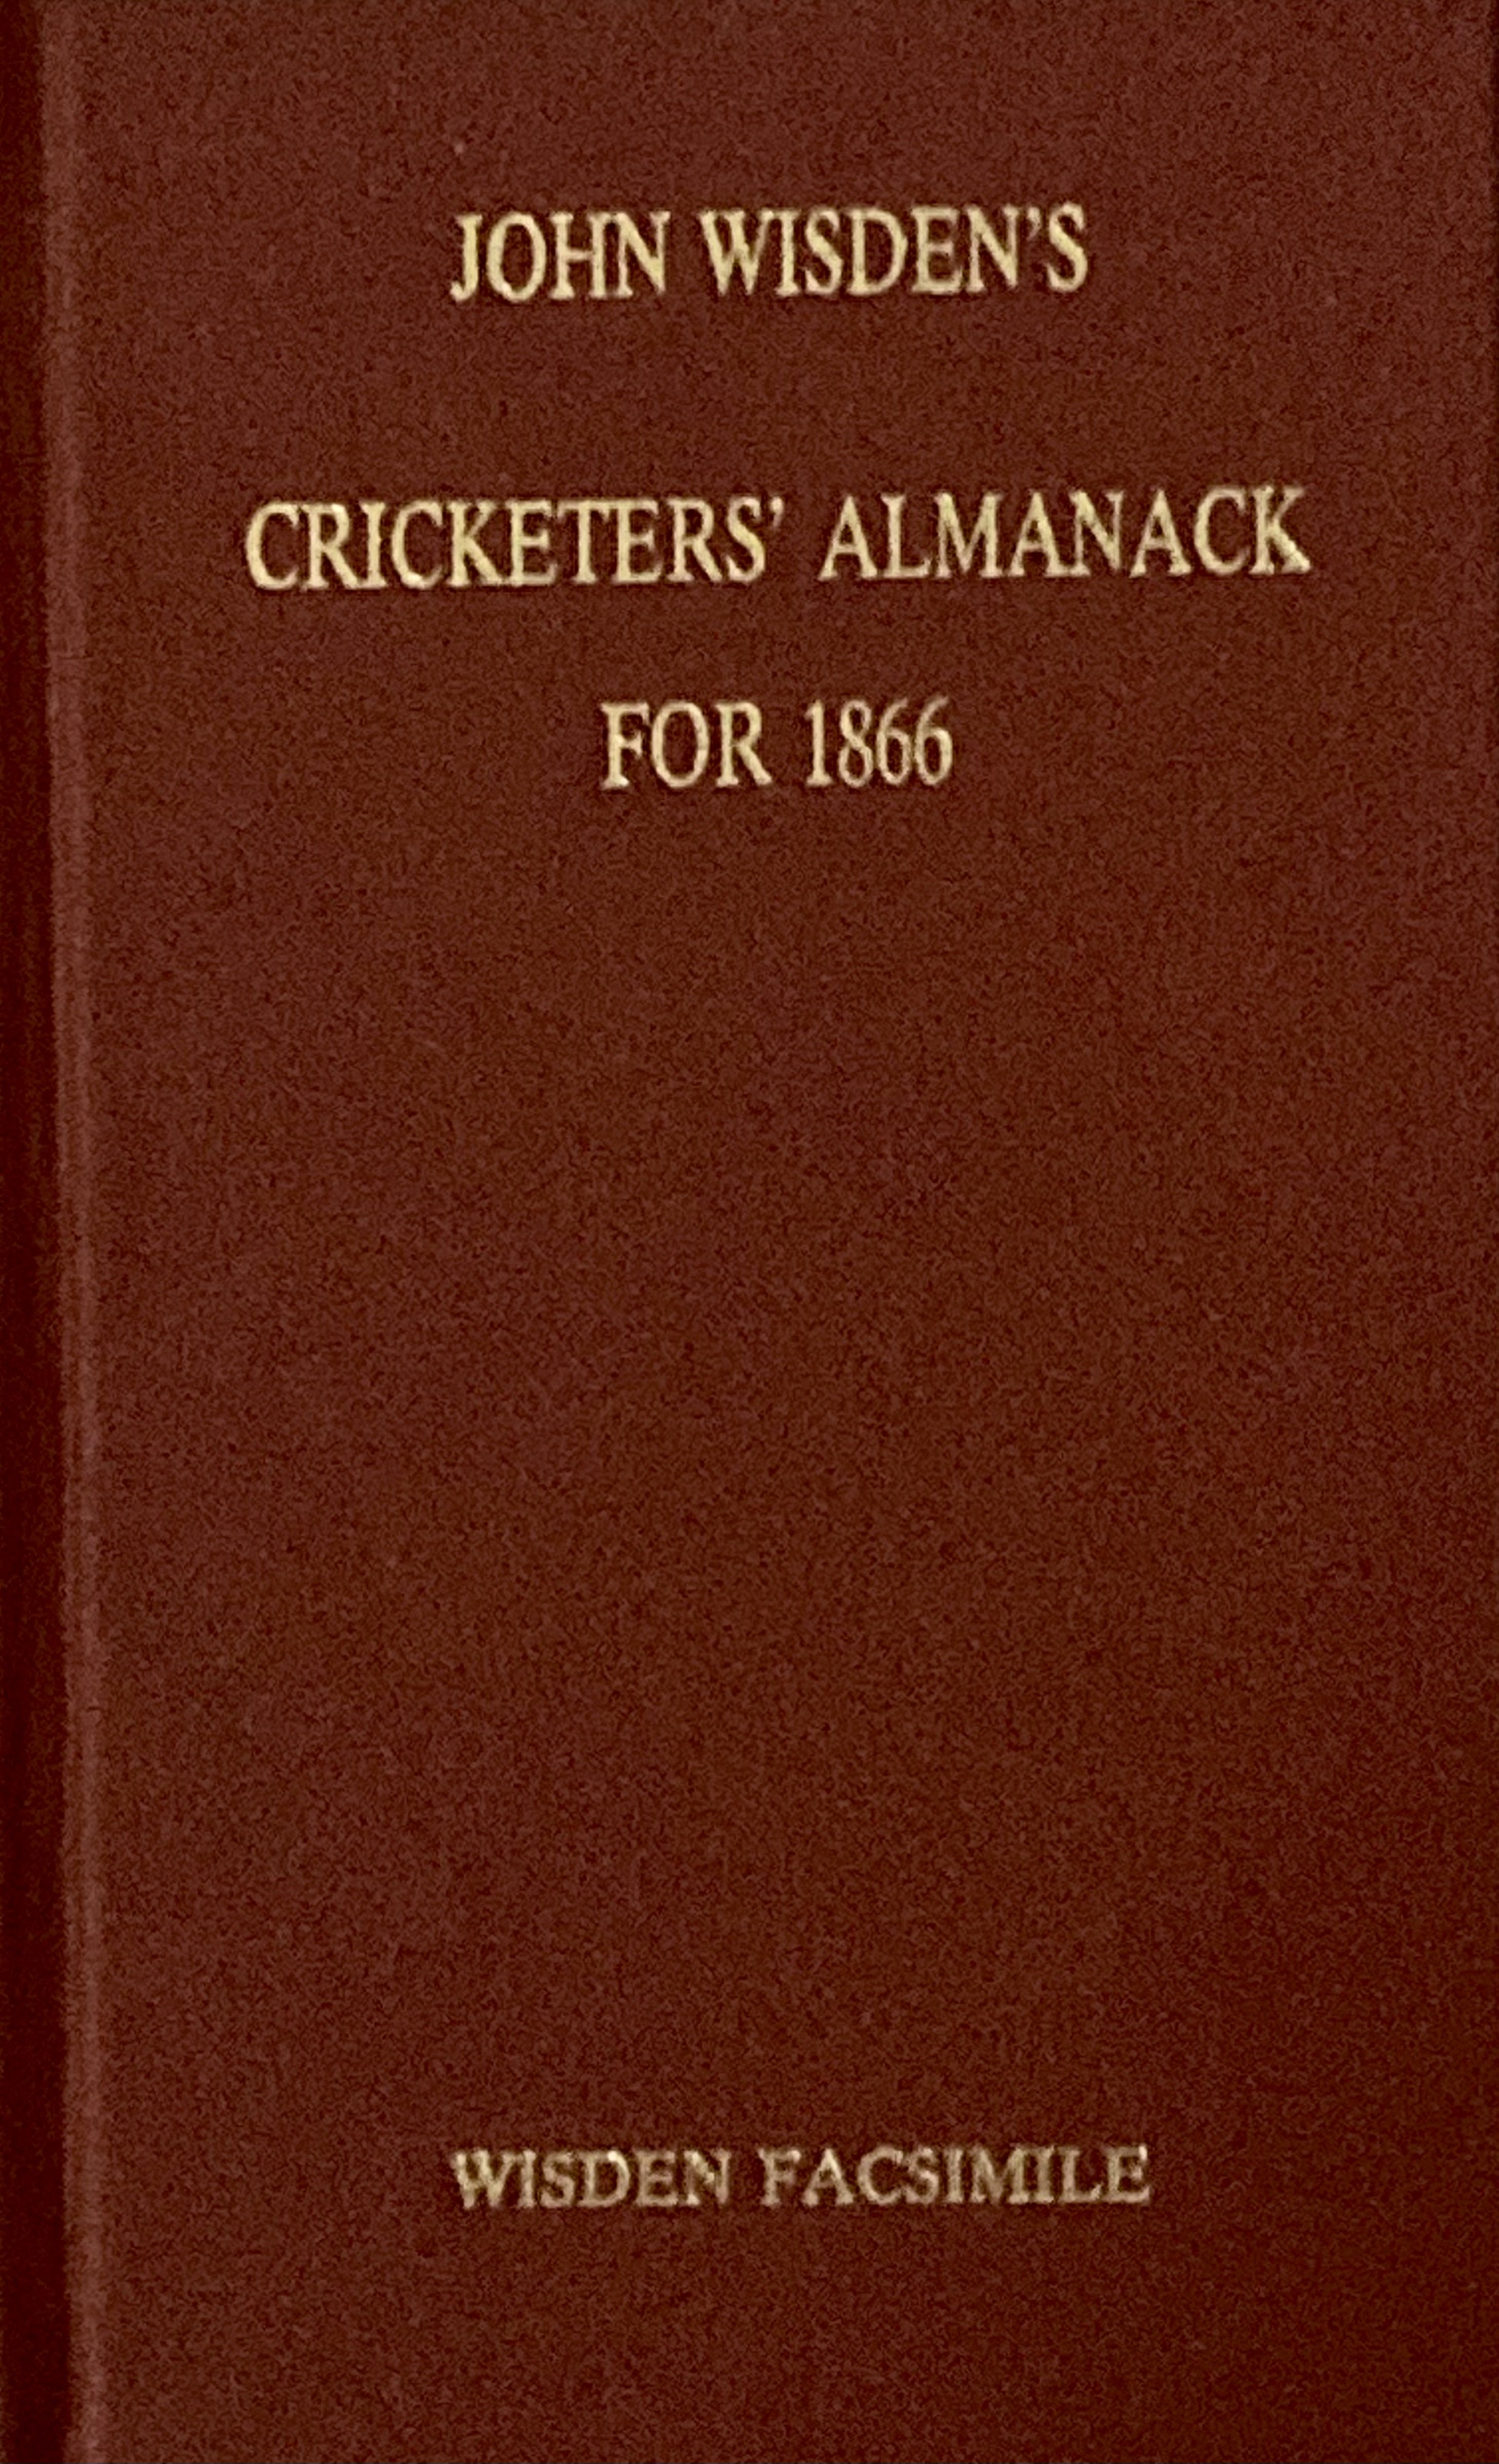 JOHN WISDEN'S
CRICKETERS' ALMANACK
FOR 1866
WISDEN FACSIMILE